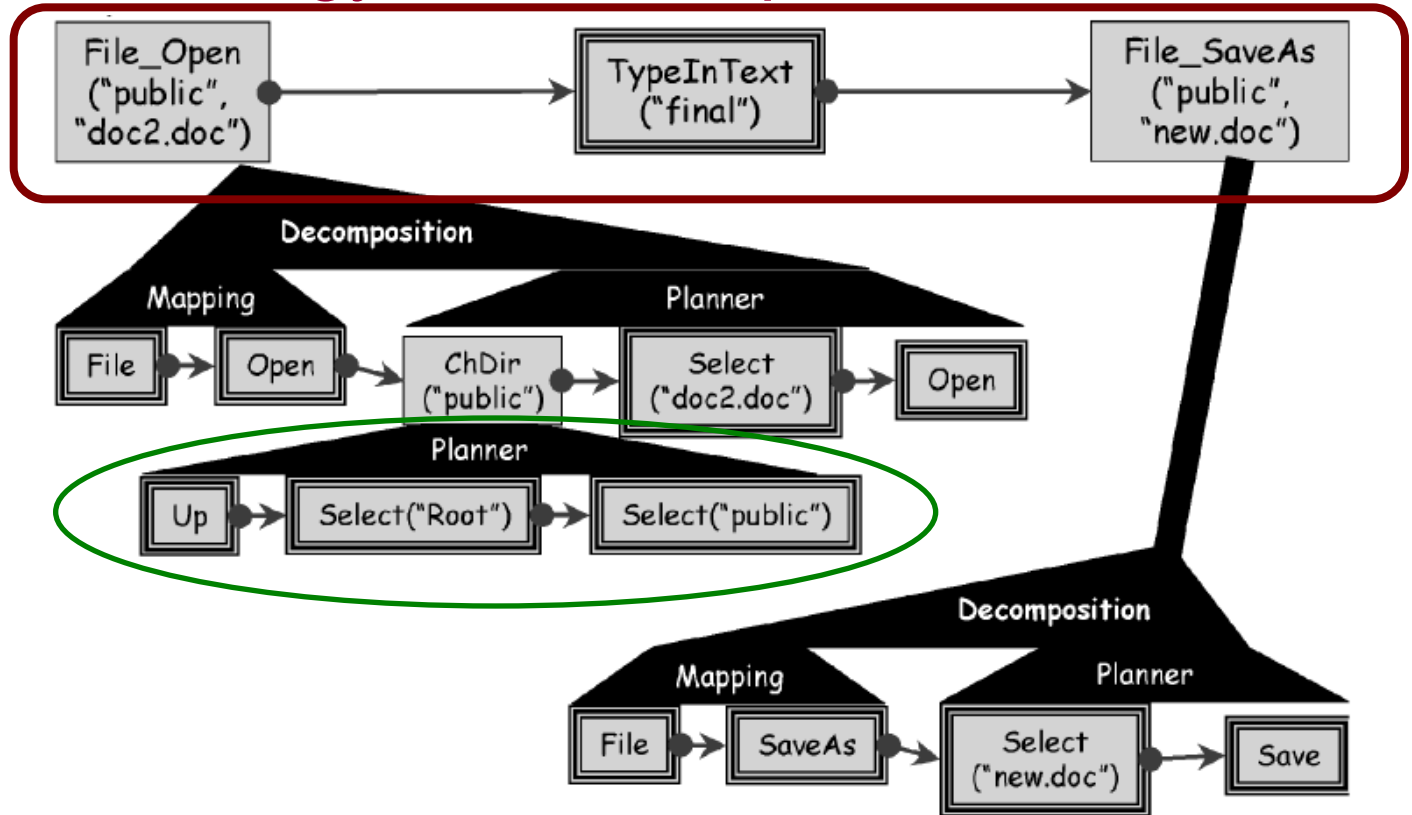 File_Open
("public",
"doc2.doc")
TypeInText
("final")
File_SaveAs
("public",
"new.doc")
Decomposition
Mapping
Planner
File
Open
ChDir
("public")
Select
("doc2.doc")
Open
Planner
Up
Select("Root")
Select("public")
Decomposition
Mapping
Planner
File
SaveAs
Select
("new.doc")
Save